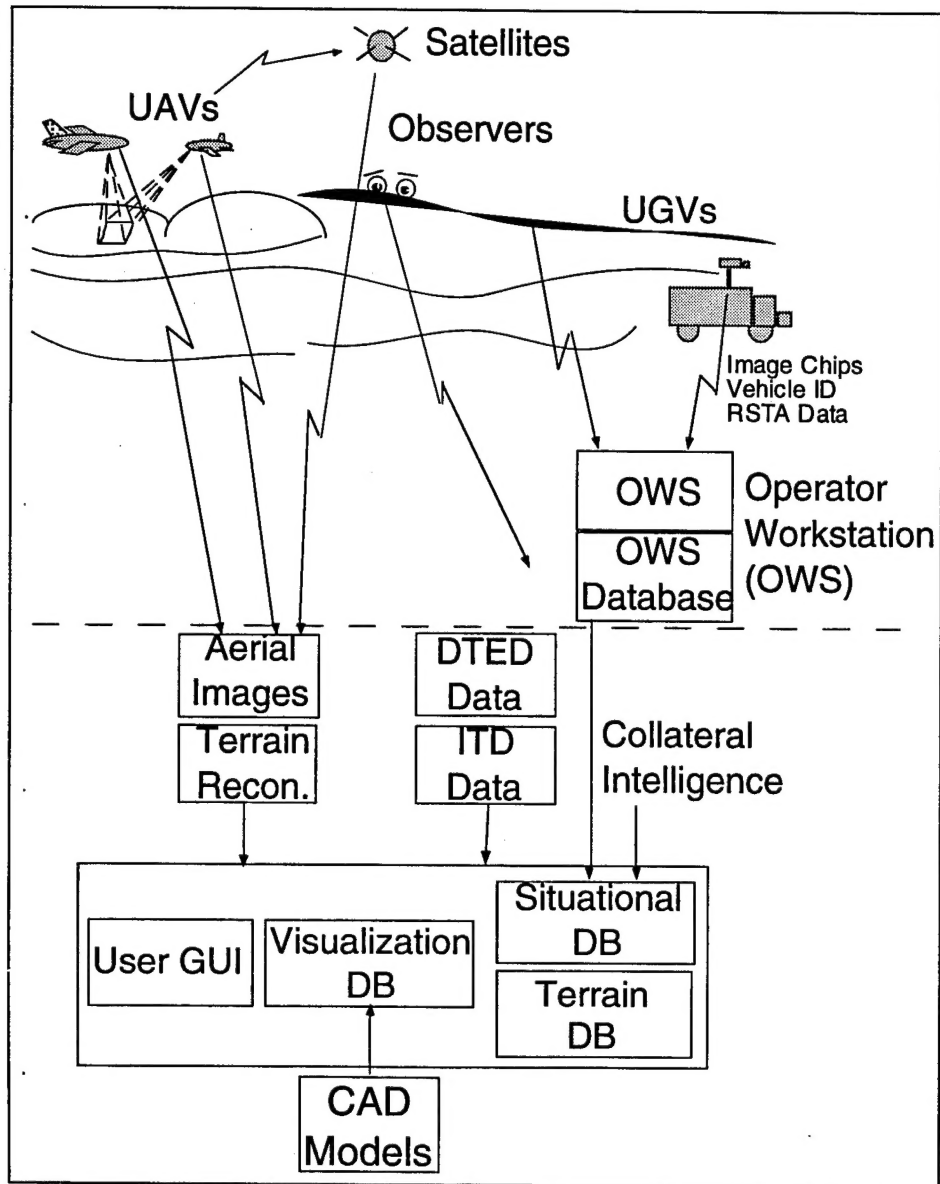 Satellites
UAVs
Observers
UGVs
Image Chips
Vehicle ID
RSTA Data
OWS
OWS
Database
Operator
Workstation
(OWS)
Aerial
Images
Terrain
Recon.
DTED
Data
ITD
Data
Collateral
Intelligence
User GUI
Visualization
DB
Situational
DB
Terrain
DB
CAD
Models